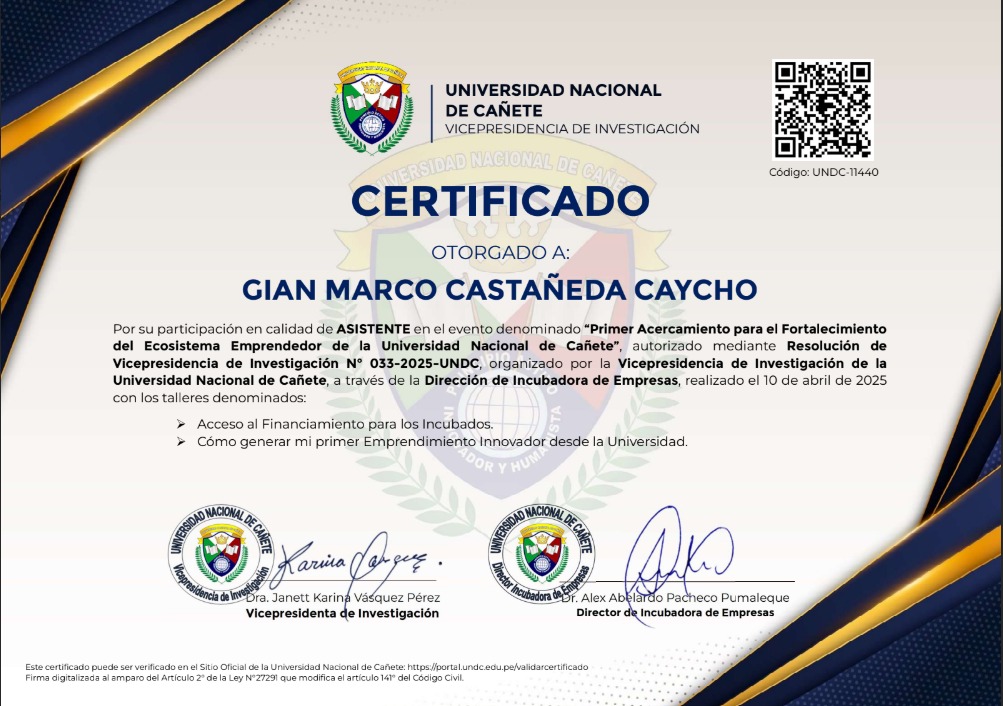 UNIVERSIDAD NACIONAL
DE CAÑETE
VICEPRESIDENCIA DE INVESTIGACIÓN
Código: UNDC-11440
UNIVERSIDAD NACIONAL DE CAÑETE
CERTIFICADO
OTORGADO A:
GIAN MARCO CASTAÑEDA CAYCHO
Por su participación en calidad de ASISTENTE en el evento denominado “Primer Acercamiento para el Fortalecimiento
del Ecosistema Emprendedor de la Universidad Nacional de Cañete”, autorizado mediante Resolución de
Vicepresidencia de Investigación N° 033-2025-UNDC, organizado por la Vicepresidencia de Investigación de la
Universidad Nacional de Cañete, a través de la Dirección de Incubadora de Empresas, realizado el 10 de abril de 2025
con los talleres denominados:
➢ Acceso al Financiamiento para los Incubados.
➢ Cómo generar mi primer Emprendimiento Innovador desde la Universidad.
UNIVERSIDAD NACIONAL DE CAÑETE
Vicepresidencia de Investigación
Dra. Janett Karina Vásquez Pérez
Vicepresidenta de Investigación
UNIVERSIDAD NACIONAL DE CAÑETE
Director Incubadora de Empresas
Dr. Alex Abelardo Pacheco Pumaleque
Director de Incubadora de Empresas
Este certificado puede ser verificado en el Sitio Oficial de la Universidad Nacional de Cañete: https://portal.undc.edu.pe/validarcertificado
Firma digitalizada al amparo del Artículo 2° de la Ley N°27291 que modifica el artículo 141° del Código Civil.